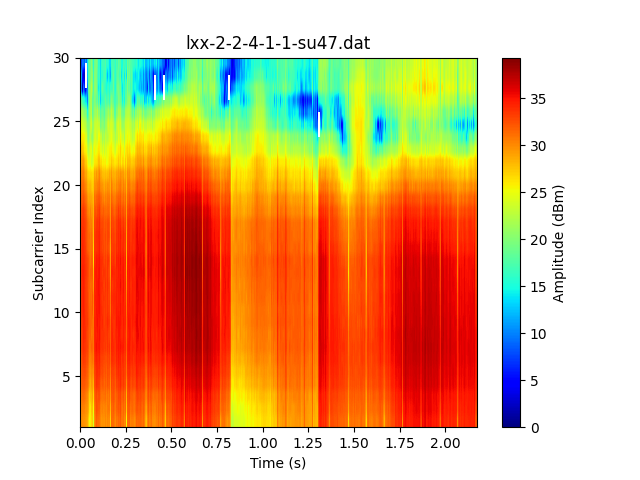 lxx-2-2-4-1-1-su47.dat
30
25
20
15
10
5
Subcarrier Index
0.00 0.25 0.50 0.75 1.00 1.25 1.50 1.75 2.00
Time (s)
35
30
25
20
15
10
5
0
Amplitude (dBm)